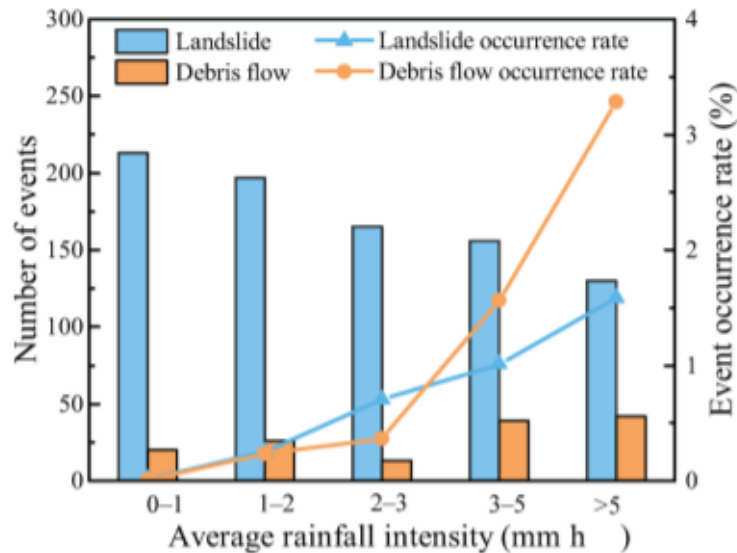 300
250
200
150
100
50
0
Number of events
Landslide
Debris flow
Landslide occurrence rate
Debris flow occurrence rate
4
3
2
1
0
Event occurrence rate (%)
0–1 1–2 2–3 3–5 >5
Average rainfall intensity (mm h )